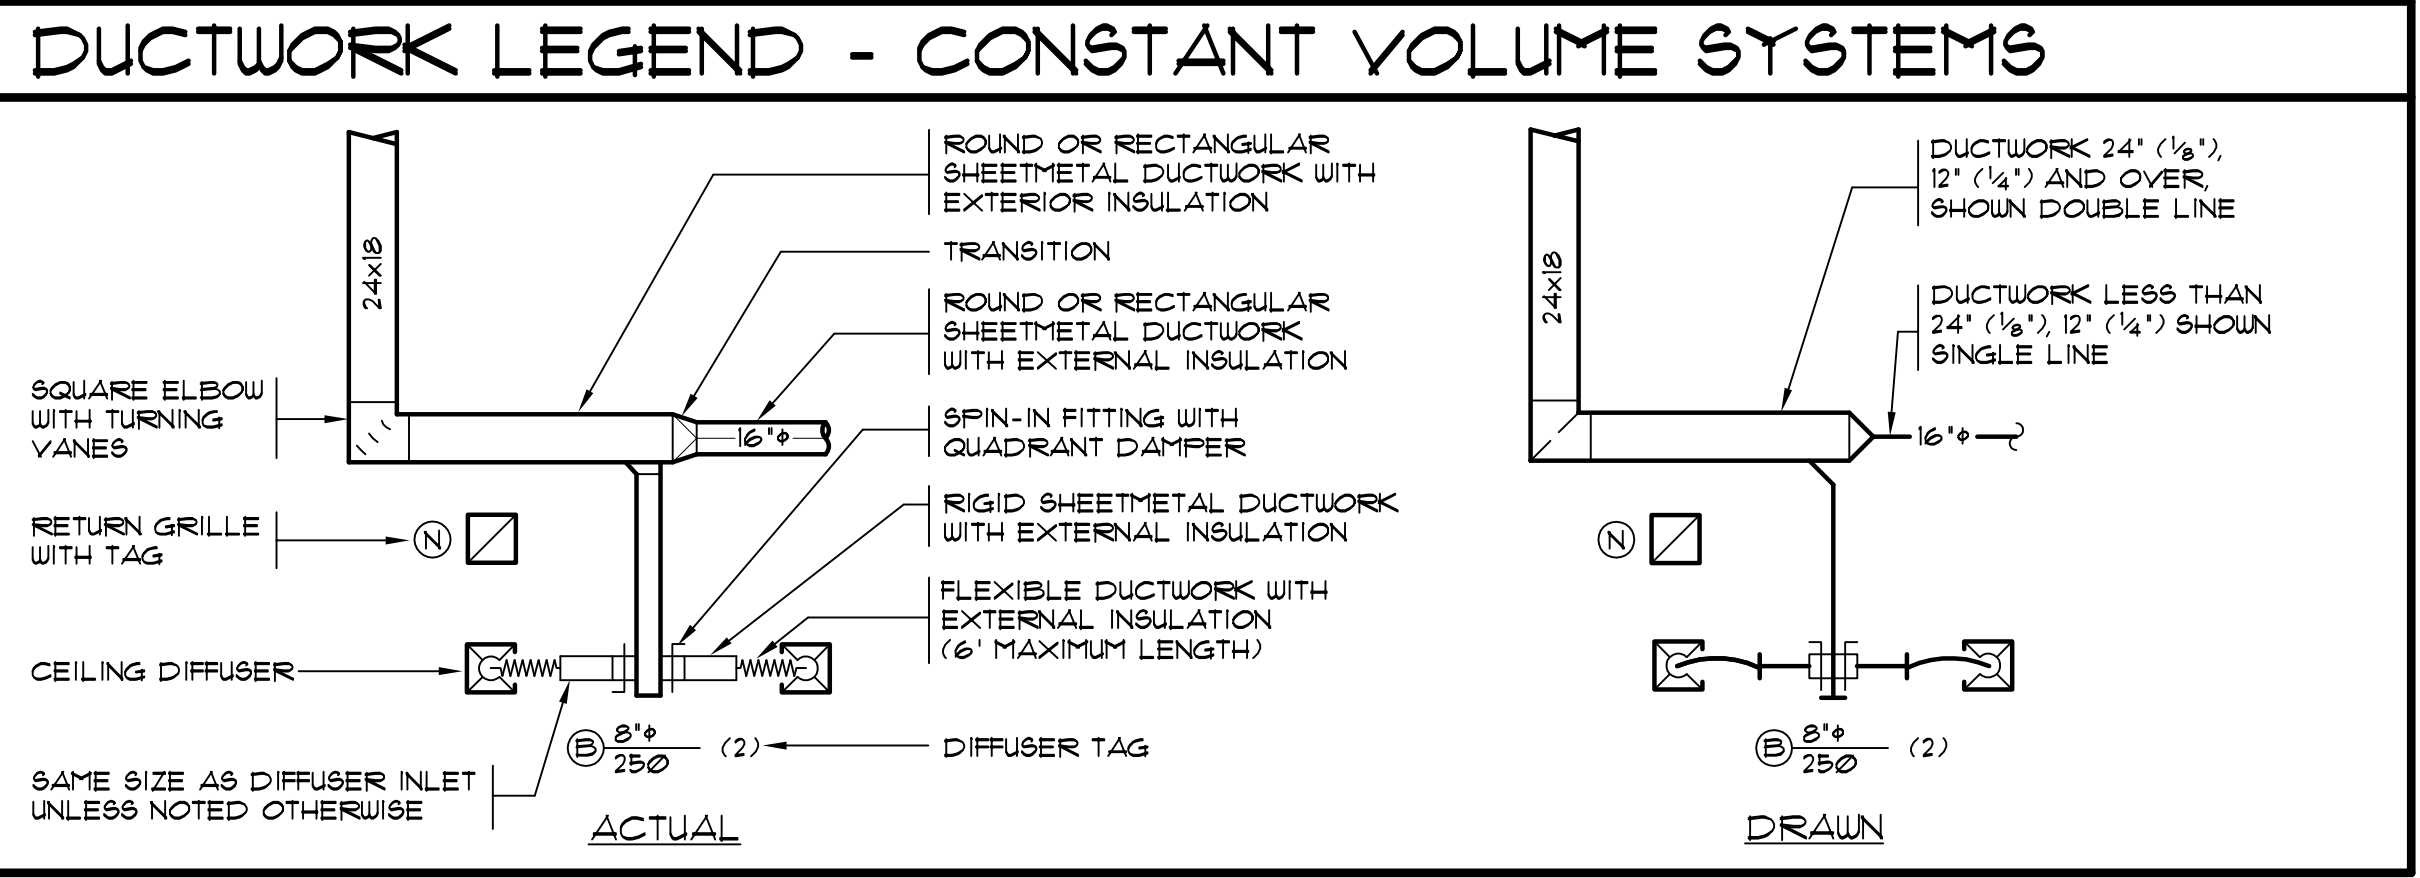 DUCTWORK LEGEND - CONSTANT VOLUME SYSTEMS
24x18
SQUARE ELBOW
WITH TURNING
VANES
RETURN GRILLE
WITH TAG
N
CEILING DIFFUSER
SAME SIZE AS DIFFUSER INLET
UNLESS NOTED OTHERWISE
16"ϕ
ROUND OR RECTANGULAR
SHEETMETAL DUCTWORK WITH
EXTERIOR INSULATION
TRANSITION
ROUND OR RECTANGULAR
SHEETMETAL DUCTWORK
WITH EXTERNAL INSULATION
SPIN-IN FITTING WITH
QUADRANT DAMPER
RIGID SHEETMETAL DUCTWORK
WITH EXTERNAL INSULATION
FLEXIBLE DUCTWORK WITH
EXTERNAL INSULATION
(6' MAXIMUM LENGTH)
DIFFUSER TAG
B 8"ϕ (2)
250
ACTUAL
24x18
DUCTWORK 24" (1/8"),
12" (1/4") AND OVER,
SHOWN DOUBLE LINE
DUCTWORK LESS THAN
24" (1/8"), 12" (1/4") SHOWN
SINGLE LINE
16"ϕ
N
B 8"ϕ (2)
250
DRAWN